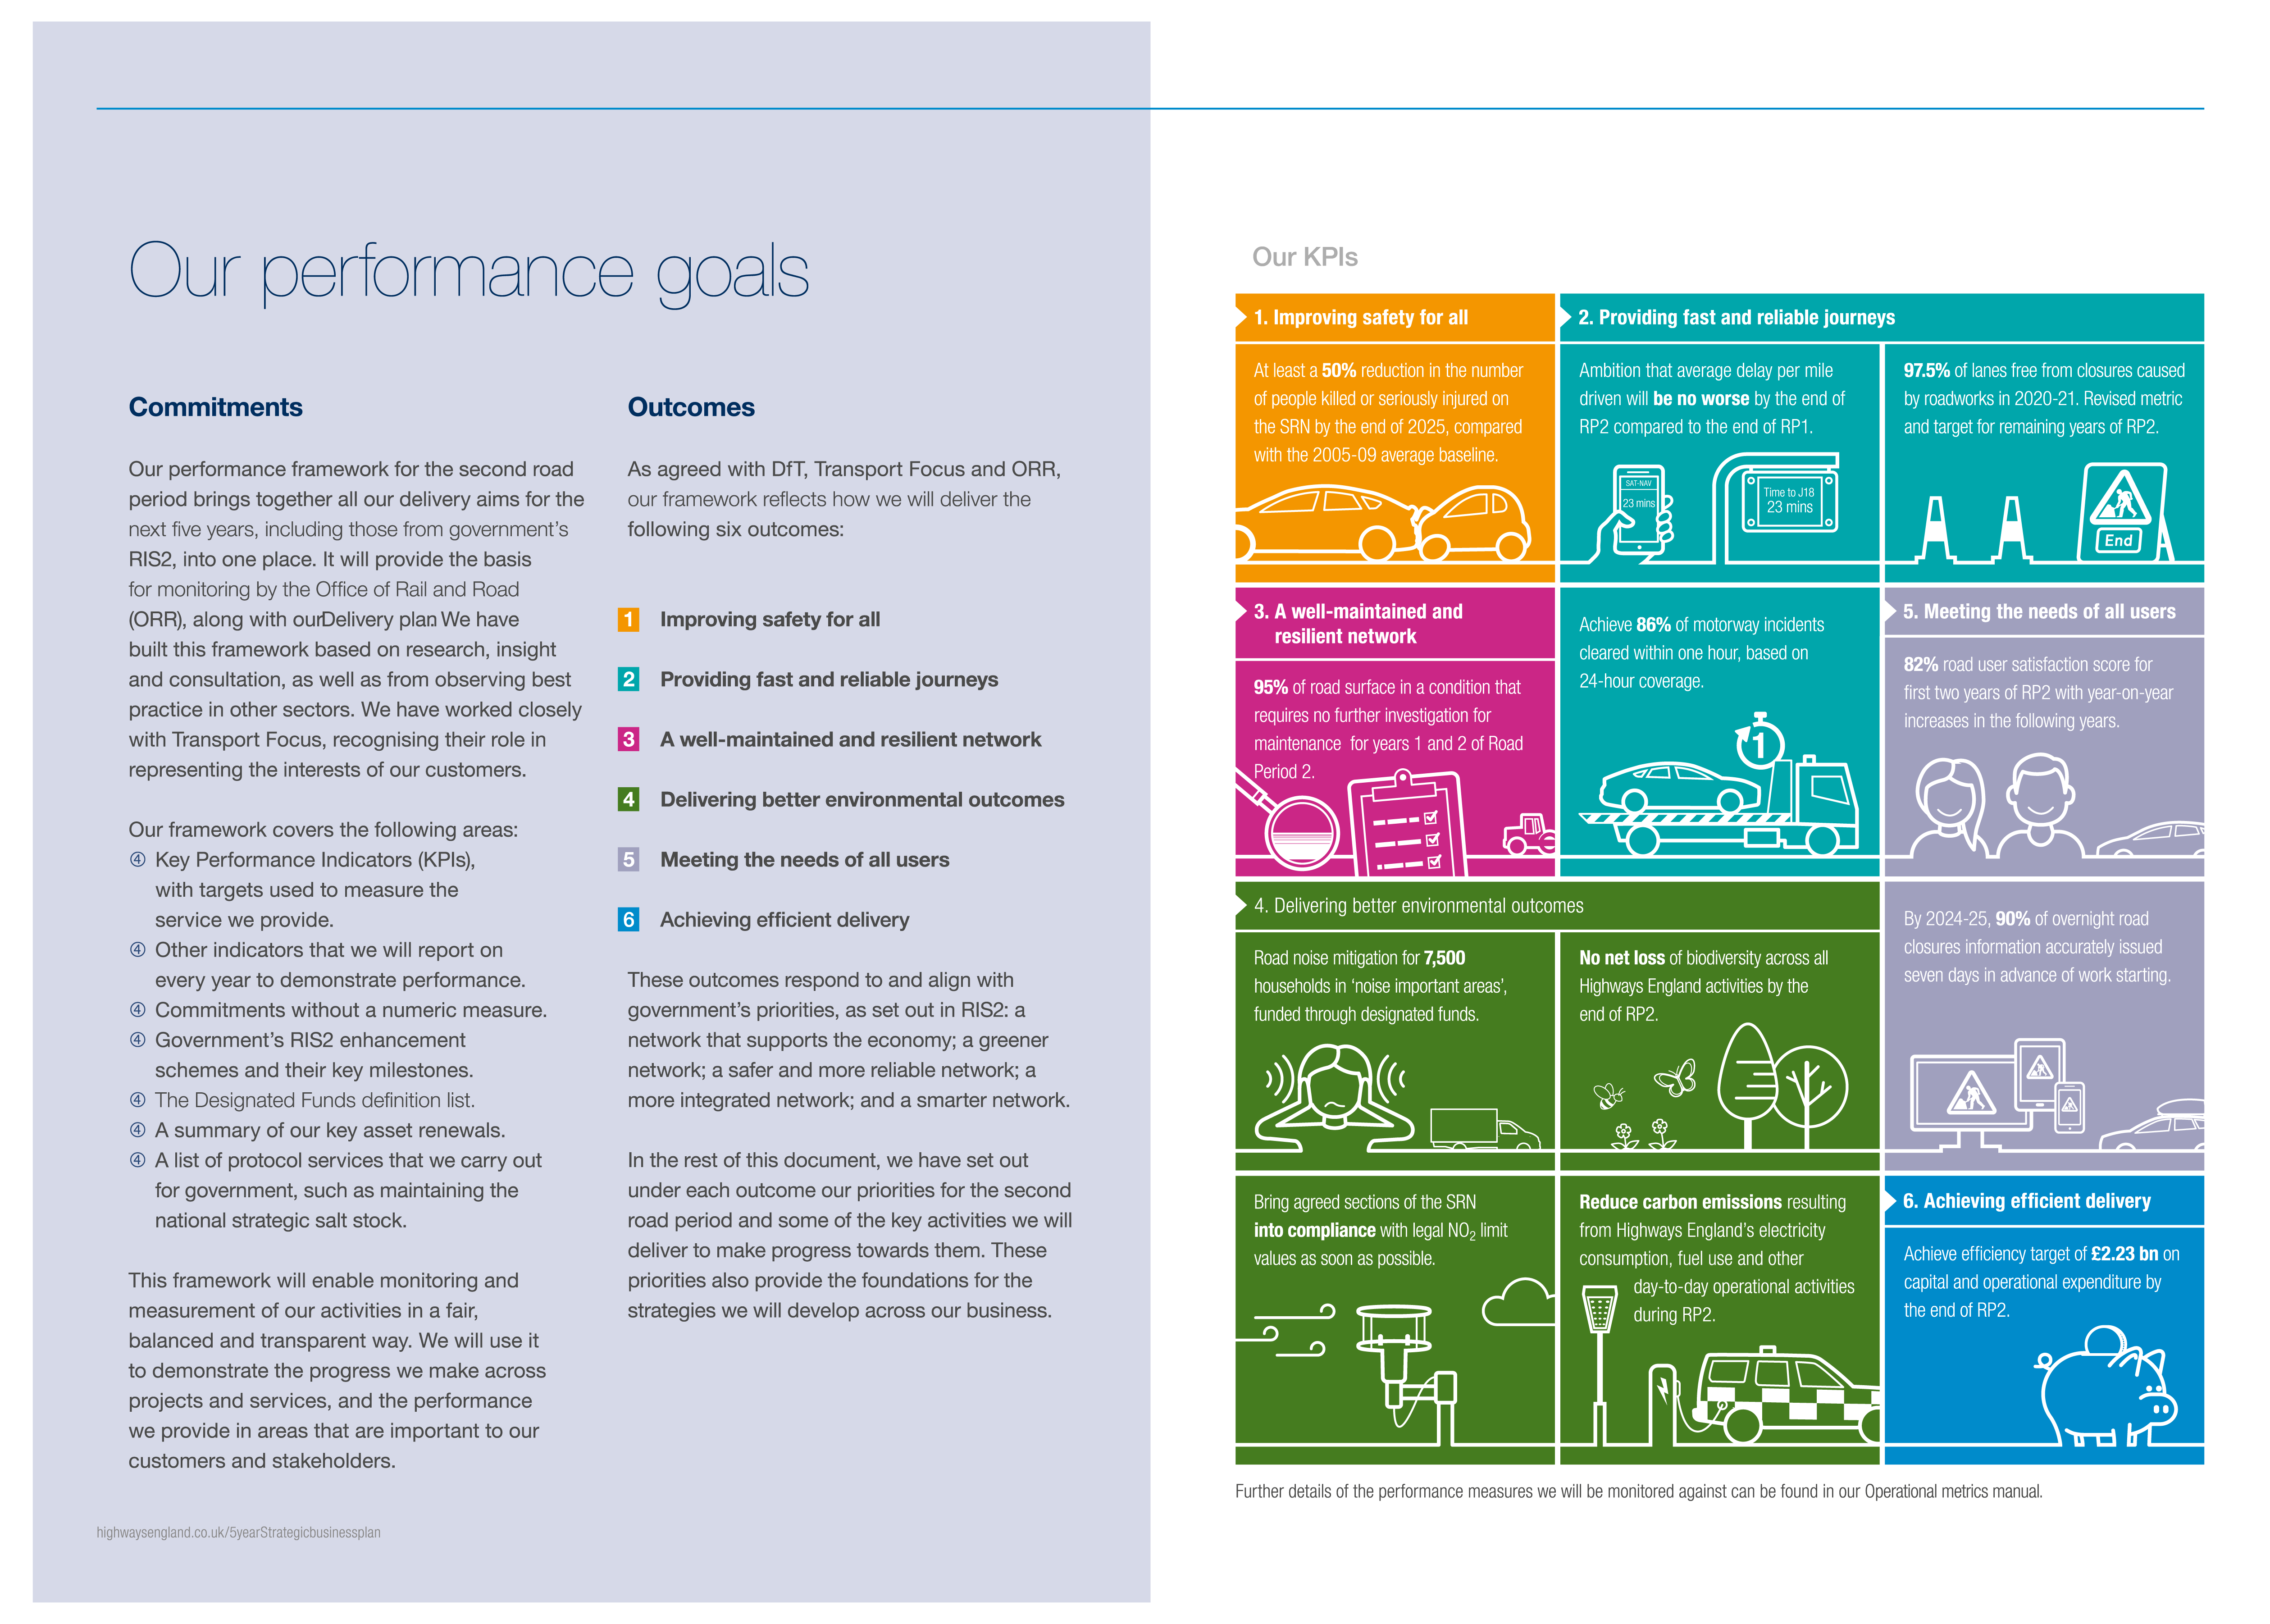 Our performance goals
Commitments
Our performance framework for the second road
period brings together all our delivery aims for the
next five years, including those from government's
RIS2, into one place. It will provide the basis
for monitoring by the Office of Rail and Road
(ORR), along with our Delivery plan. We have
built this framework based on research, insight
and consultation, as well as from observing best
practice in other sectors. We have worked closely
with Transport Focus, recognising their role in
representing the interests of our customers.
Our framework covers the following areas:
④ Key Performance Indicators (KPIs),
with targets used to measure the
service we provide.
④ Other indicators that we will report on
every year to demonstrate performance.
④ Commitments without a numeric measure.
④ Government's RIS2 enhancement
schemes and their key milestones.
④ The Designated Funds definition list.
④ A summary of our key asset renewals.
④ A list of protocol services that we carry out
for government, such as maintaining the
national strategic salt stock.
This framework will enable monitoring and
measurement of our activities in a fair,
balanced and transparent way. We will use it
to demonstrate the progress we make across
projects and services, and the performance
we provide in areas that are important to our
customers and stakeholders.
Outcomes
As agreed with DfT, Transport Focus and ORR,
our framework reflects how we will deliver the
following six outcomes:
1 Improving safety for all
2 Providing fast and reliable journeys
3 A well-maintained and resilient network
4 Delivering better environmental outcomes
5 Meeting the needs of all users
6 Achieving efficient delivery
These outcomes respond to and align with
government's priorities, as set out in RIS2: a
network that supports the economy; a greener
network; a safer and more reliable network; a
more integrated network; and a smarter network.
In the rest of this document, we have set out
under each outcome our priorities for the second
road period and some of the key activities we will
deliver to make progress towards them. These
priorities also provide the foundations for the
strategies we will develop across our business.
highwaysengland.co.uk/5yearStrategicbusinessplan
Our KPIs
1. Improving safety for all
At least a 50% reduction in the number
of people killed or seriously injured on
the SRN by the end of 2025, compared
with the 2005-09 average baseline.
2. Providing fast and reliable journeys
Ambition that average delay per mile
driven will be no worse by the end of
RP2 compared to the end of RP1.
SAT-NAV
23 mins
Time to J18
23 mins
97.5% of lanes free from closures caused
by roadworks in 2020-21. Revised metric
and target for remaining years of RP2.
End
3. A well-maintained and
resilient network
95% of road surface in a condition that
requires no further investigation for
maintenance for years 1 and 2 of Road
Period 2.
Achieve 86% of motorway incidents
cleared within one hour, based on
24-hour coverage.
1
5. Meeting the needs of all users
82% road user satisfaction score for
first two years of RP2 with year-on-year
increases in the following years.
4. Delivering better environmental outcomes
Road noise mitigation for 7,500
households in 'noise important areas',
funded through designated funds.
No net loss of biodiversity across all
Highways England activities by the
end of RP2.
By 2024-25, 90% of overnight road
closures information accurately issued
seven days in advance of work starting.
Bring agreed sections of the SRN
into compliance with legal NO₂ limit
values as soon as possible.
Reduce carbon emissions resulting
from Highways England's electricity
consumption, fuel use and other
day-to-day operational activities
during RP2.
6. Achieving efficient delivery
Achieve efficiency target of £2.23 bn on
capital and operational expenditure by
the end of RP2.
Further details of the performance measures we will be monitored against can be found in our Operational metrics manual.